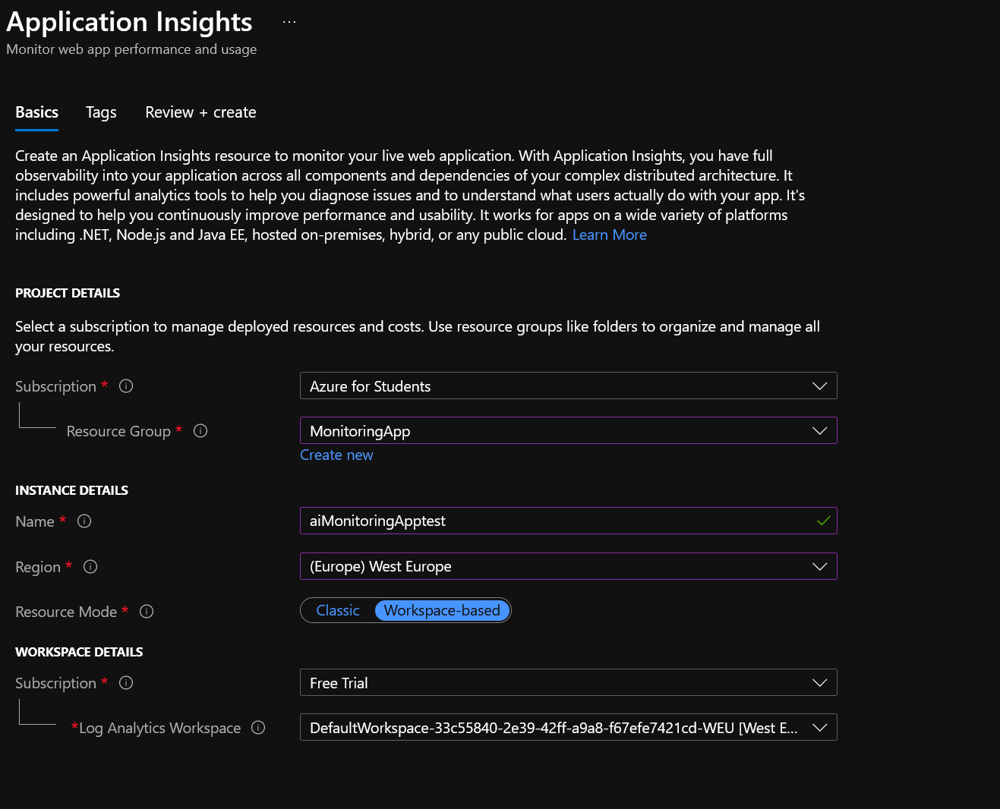 Application Insights ...
Monitor web app performance and usage
Basics Tags Review + create
Create an Application Insights resource to monitor your live web application. With Application Insights, you have full
observability into your application across all components and dependencies of your complex distributed architecture. It
includes powerful analytics tools to help you diagnose issues and to understand what users actually do with your app. It's
designed to help you continuously improve performance and usability. It works for apps on a wide variety of platforms
including .NET, Node.js and Java EE, hosted on-premises, hybrid, or any public cloud. Learn More
PROJECT DETAILS
Select a subscription to manage deployed resources and costs. Use resource groups like folders to organize and manage all
your resources.
Subscription * Azure for Students
Resource Group * MonitoringApp
Create new
INSTANCE DETAILS
Name * aiMonitoringApptest
Region * (Europe) West Europe
Resource Mode * Classic Workspace-based
WORKSPACE DETAILS
Subscription * Free Trial
*Log Analytics Workspace DefaultWorkspace-33c55840-2e39-42ff-a9a8-f67efe7421cd-WEU [West E...